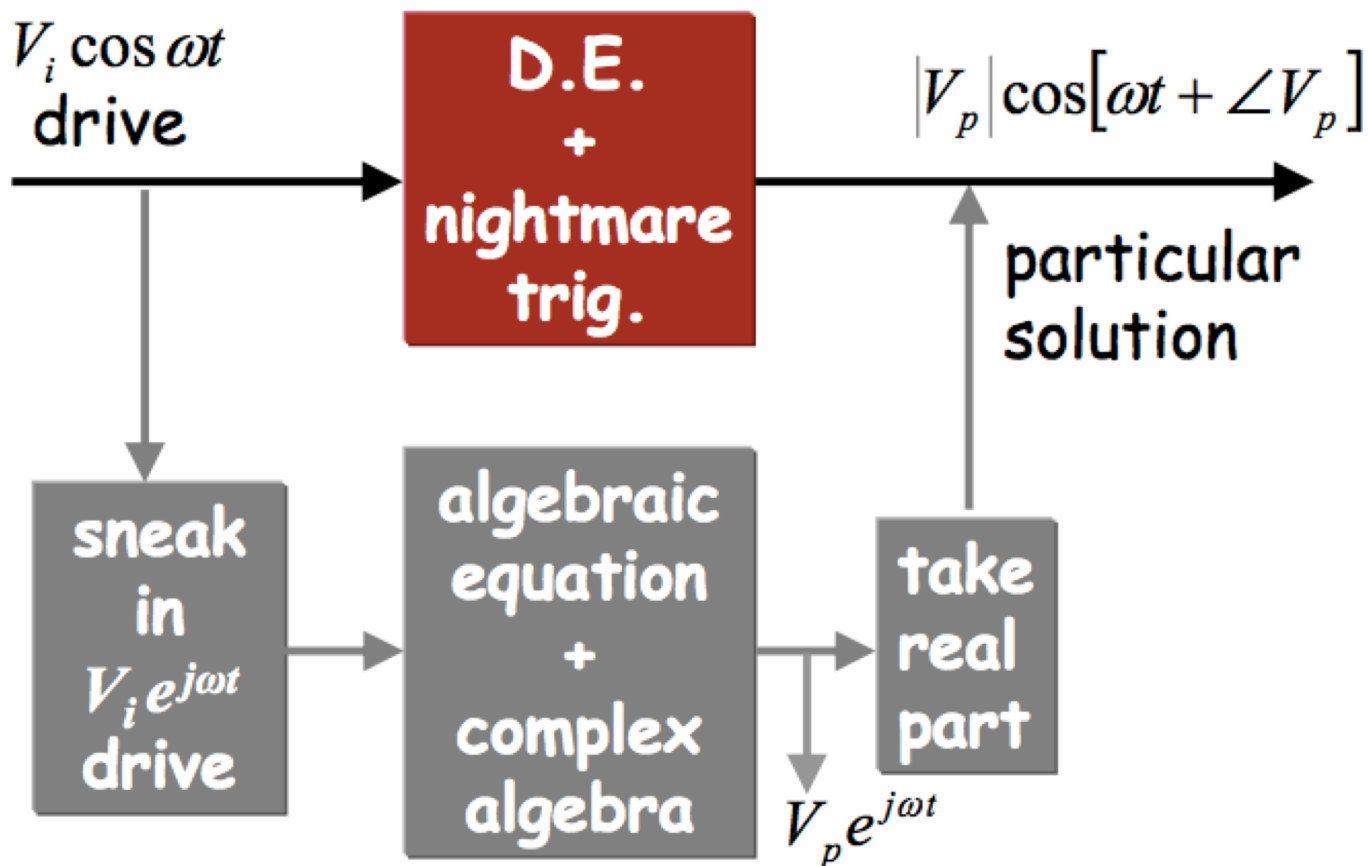 V_i cos ωt
drive
D.E.
+
nightmare
trig.
|V_p| cos[ωt + ∠V_p]
particular
solution
sneak
in
V_i e^{jωt}
drive
algebraic
equation
+
complex
algebra
V_p e^{jωt}
take
real
part